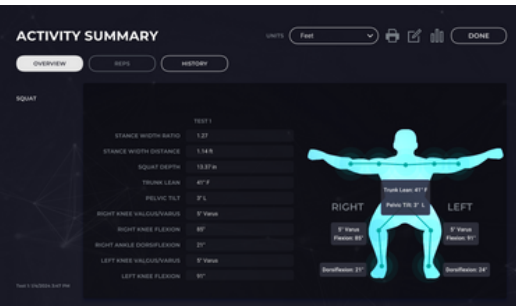 ACTIVITY SUMMARY
UNITS
Feet
DONE
OVERVIEW
REPS
HISTORY
SQUAT
TEST 1
STANCE WIDTH RATIO 1.27
STANCE WIDTH DISTANCE 1.14 ft
SQUAT DEPTH 13.37 in
TRUNK LEAN 41° F
PELVIC TILT 3° L
RIGHT KNEE VALGUS/VARUS 5° Varus
RIGHT KNEE FLEXION 85°
RIGHT ANKLE DORSIFLEXION 21°
LEFT KNEE VALGUS/VARUS 5° Varus
LEFT KNEE FLEXION 91°
Trunk Lean: 41° F
Pelvic Tilt: 3° L
RIGHT
LEFT
5° Varus
Flexion: 85°
5° Varus
Flexion: 91°
Dorsiflexion: 21°
Dorsiflexion: 24°
Test 1
PM